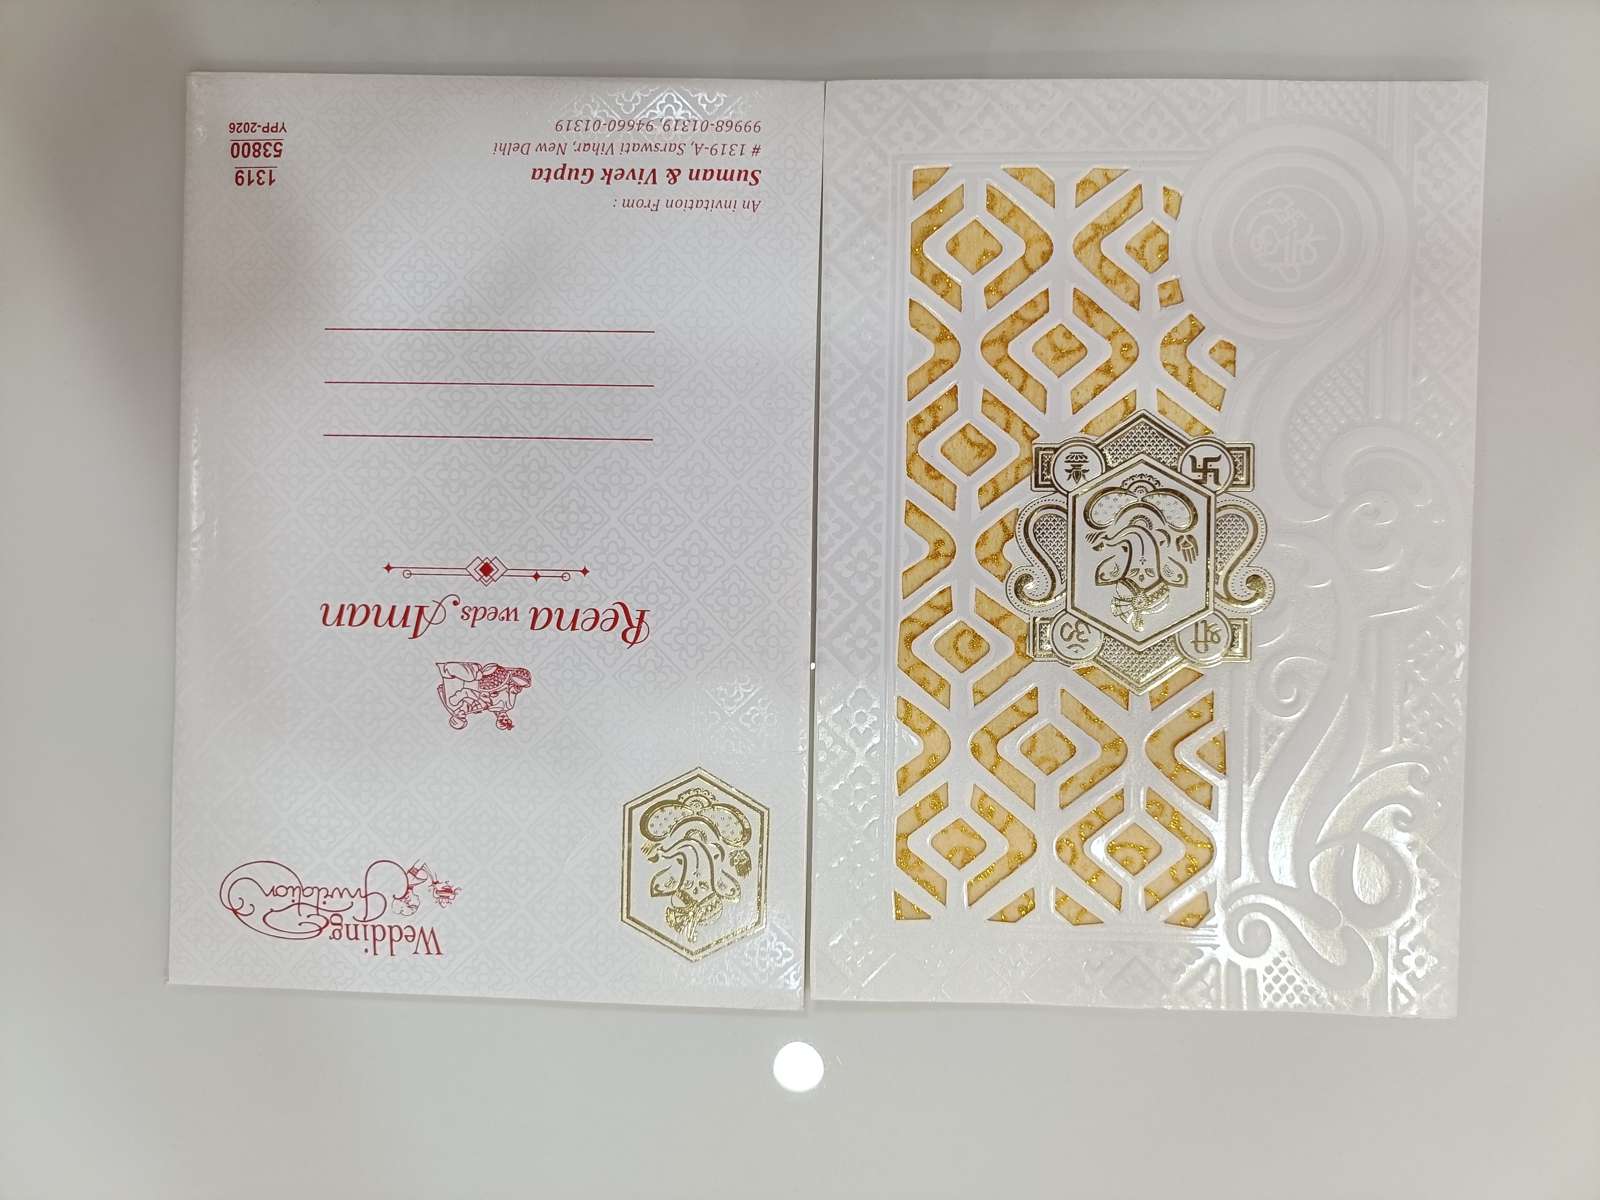 Wedding
Invitation
Reena weds Aman
An invitation From :
Suman & Vivek Gupta
# 1319-A, Sarswati Vihar, New Delhi
99968-01319, 94660-01319
1319
53800
YPP-2026
श्री
ॐ